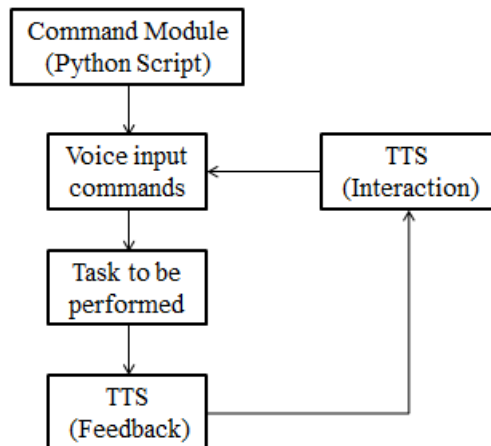 Command Module
(Python Script)
Voice input
commands
TTS
(Interaction)
Task to be
performed
TTS
(Feedback)